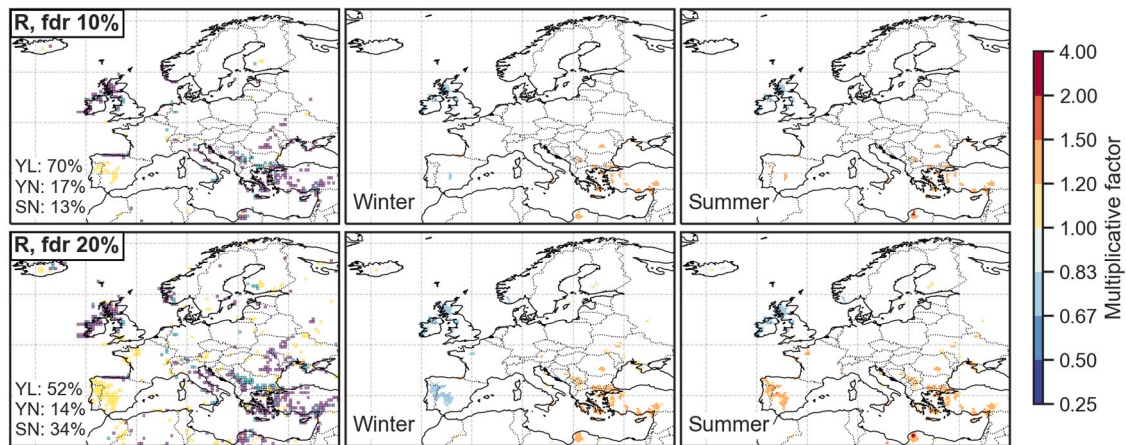 R, fdr 10%
YL: 70%
YN: 17%
SN: 13%
Winter
Summer
R, fdr 20%
YL: 52%
YN: 14%
SN: 34%
Winter
Summer
4.00
2.00
1.50
1.20
1.00
0.83
0.67
0.50
0.25
Multiplicative factor